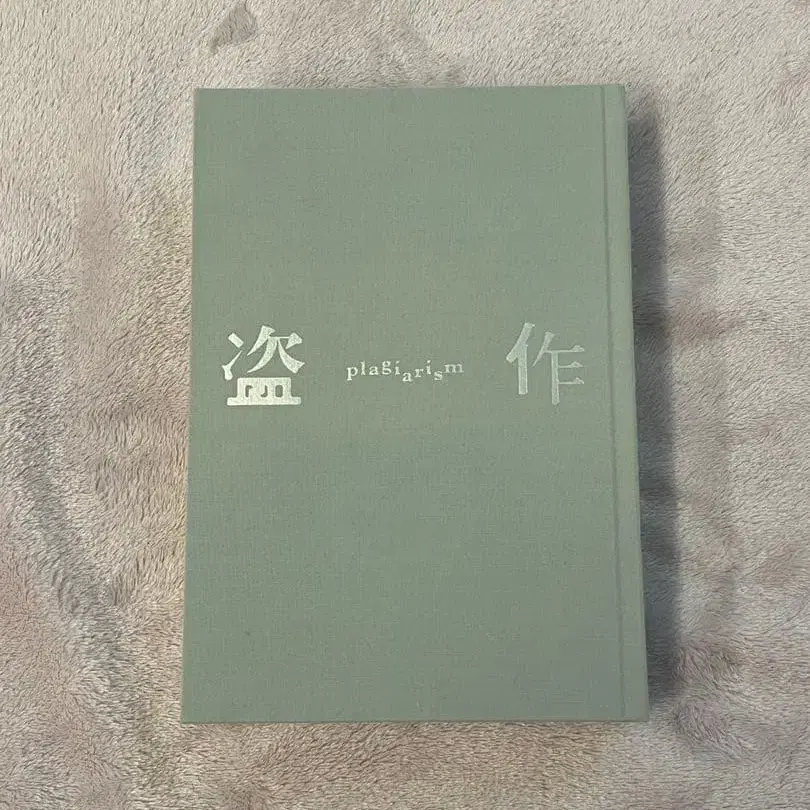 盗 plagiarism 作